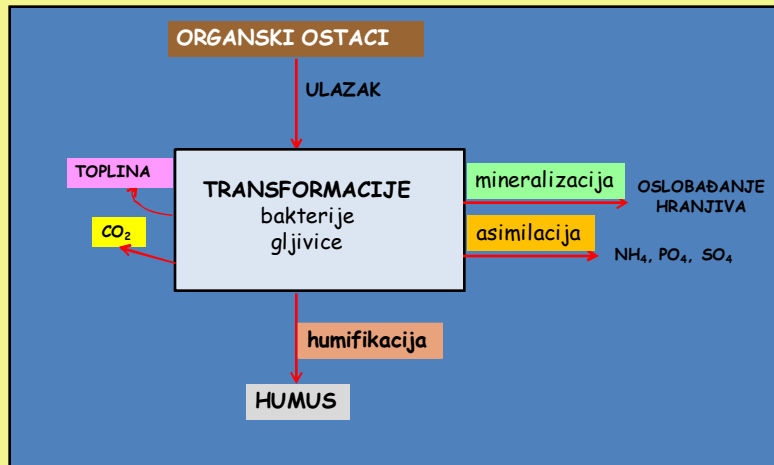 ORGANSKI OSTACI
ULAZAK
TOPLINA
CO₂
TRANSFORMACIJE
bakterije
gljivice
mineralizacija
OSLOBAĐANJE
HRANJIVA
asimilacija
NH₄, PO₄, SO₄
humifikacija
HUMUS